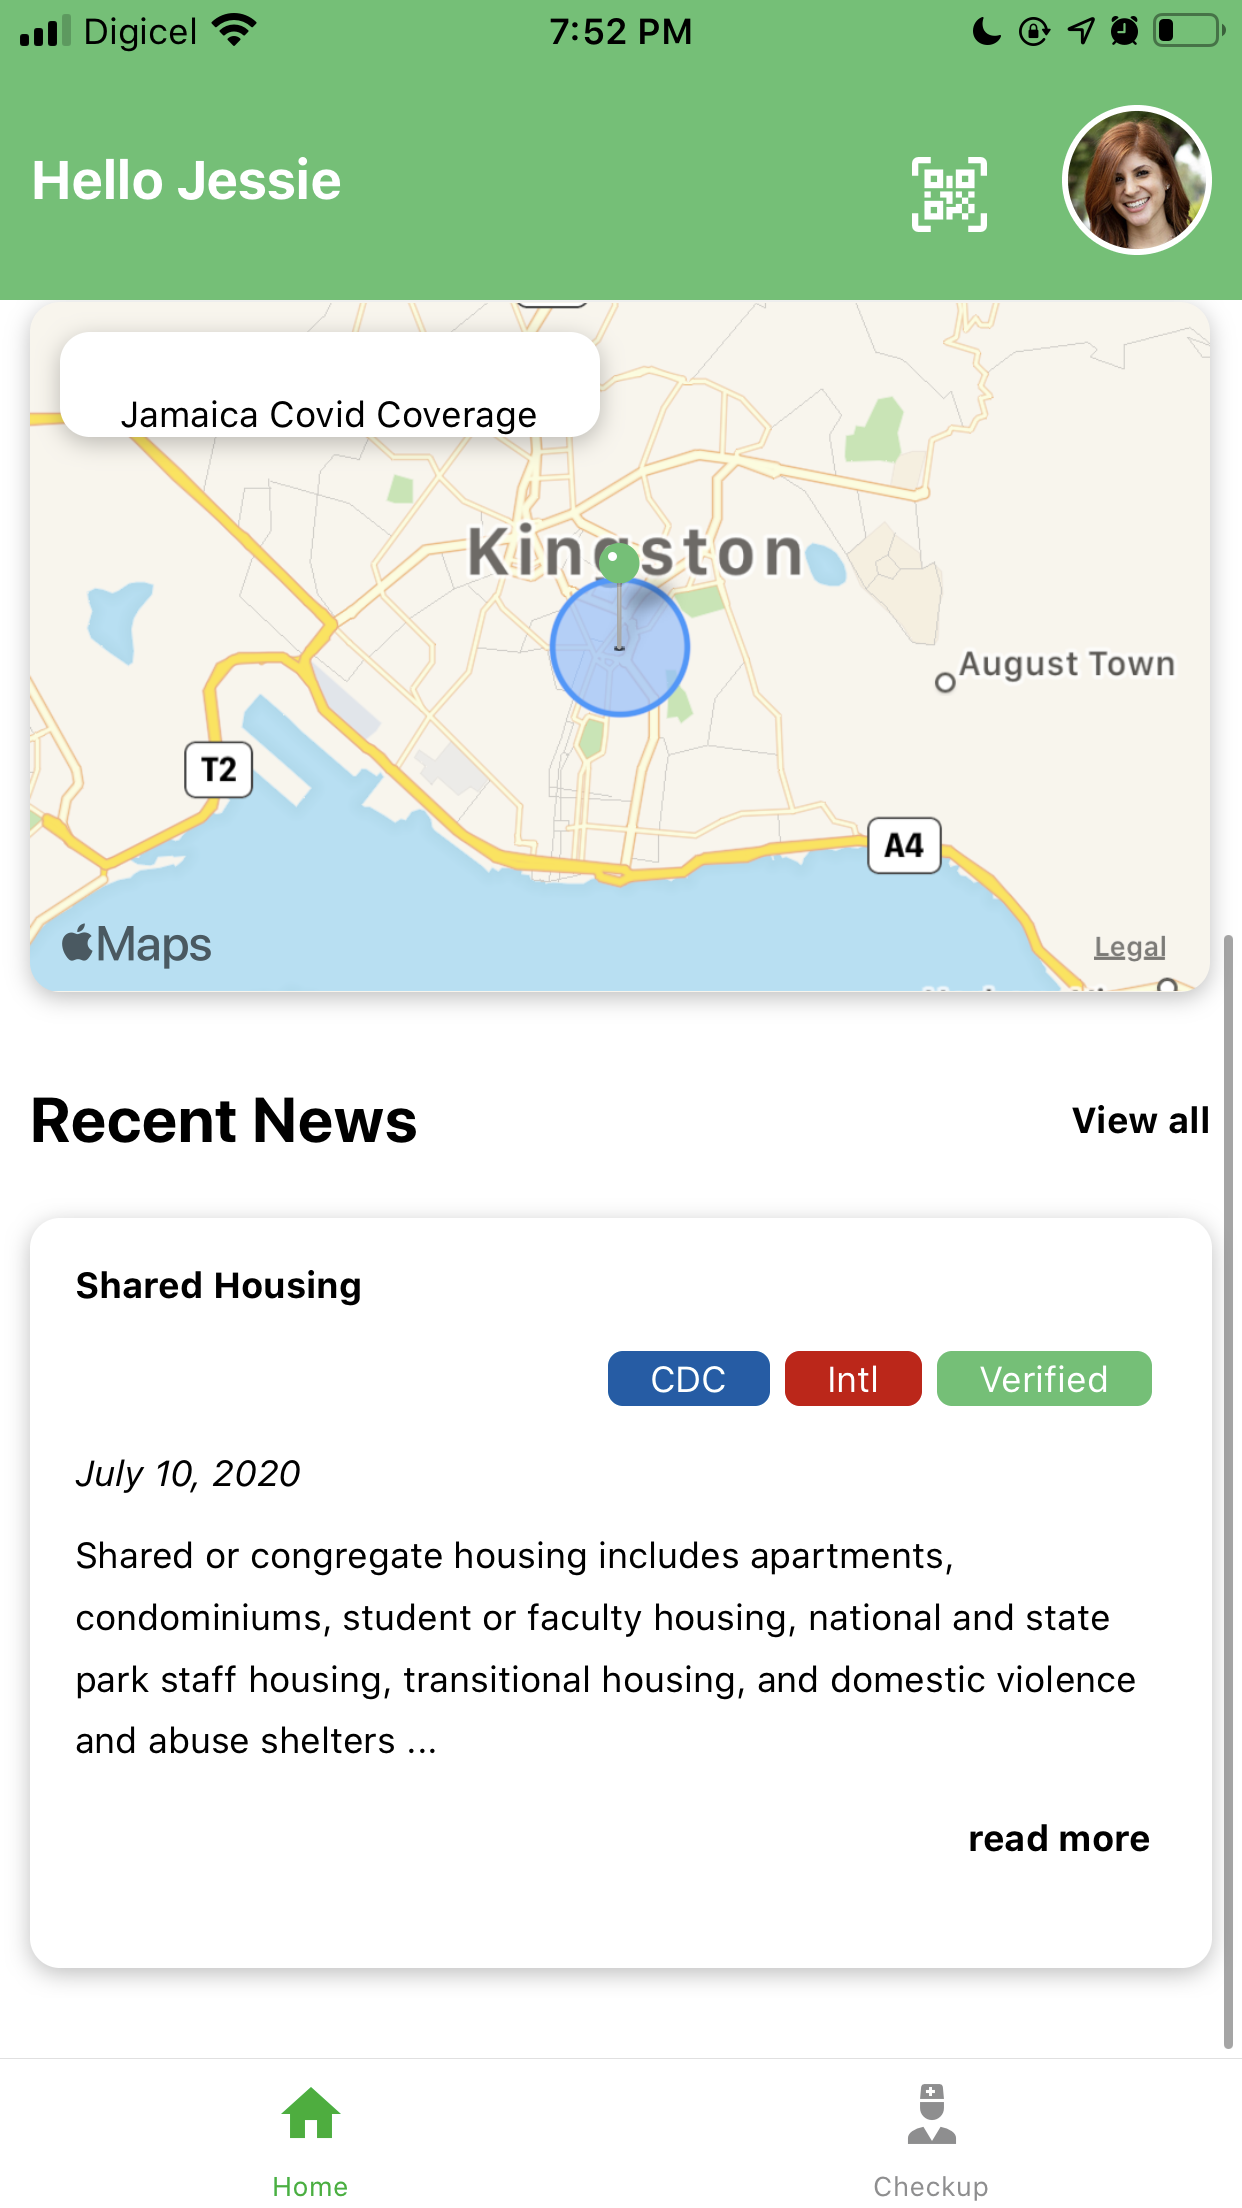 Digicel
7:52 PM
Hello Jessie
Jamaica Covid Coverage
Kingston
August Town
T2
A4
Maps
Legal
Recent News
View all
Shared Housing
CDC
Intl
Verified
July 10, 2020
Shared or congregate housing includes apartments,
condominiums, student or faculty housing, national and state
park staff housing, transitional housing, and domestic violence
and abuse shelters ...
read more
Home
Checkup